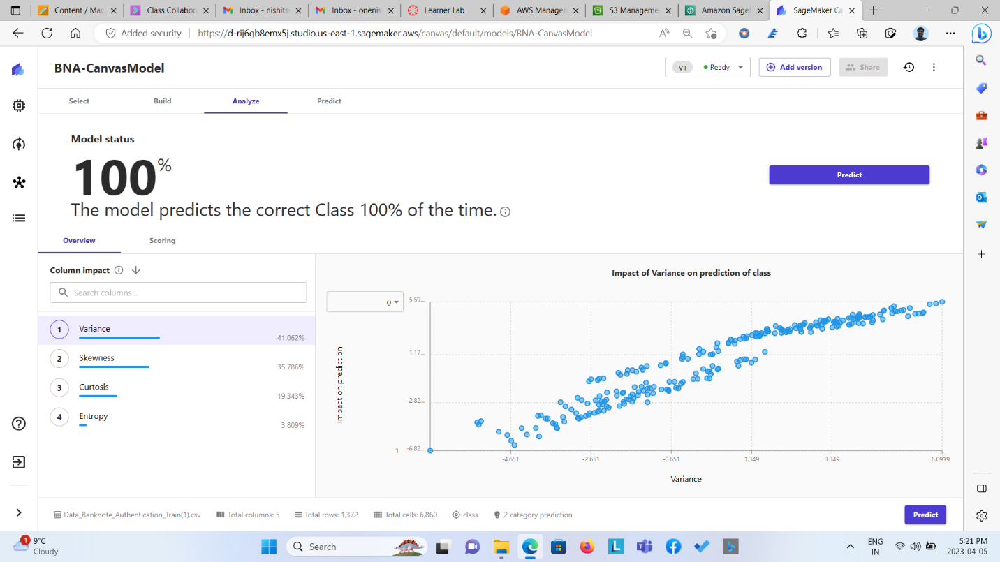 Content / Mac
Class Collabora
Inbox - nishits
Inbox - onenis
Learner Lab
AWS Managem
S3 Manageme
Amazon SageM
SageMaker Ca
Added security
https://d-rij6gb8emx5j.studio.us-east-1.sagemaker.aws/canvas/default/models/BNA-CanvasModel
BNA-CanvasModel
V1 Ready
Add version
Share
Select Build Analyze Predict
Model status
100%
Predict
The model predicts the correct Class 100% of the time.
Overview Scoring
Column impact
Search columns...
1 Variance
41.062%
2 Skewness
35.786%
3 Curtosis
19.343%
4 Entropy
3.809%
Impact of Variance on prediction of class
0
5.59...
1.17...
-2.82...
-6.82...
1
Impact on prediction
-4.651 -2.651 -0.651 1.349 3.349 6.0919
Variance
Data_Banknote_Authentication_Train(1).csv Total columns: 5 Total rows: 1,372 Total cells: 6,860 class 2 category prediction
Predict
1
9°C
Cloudy
Search
ENG
IN
5:21 PM
2023-04-05